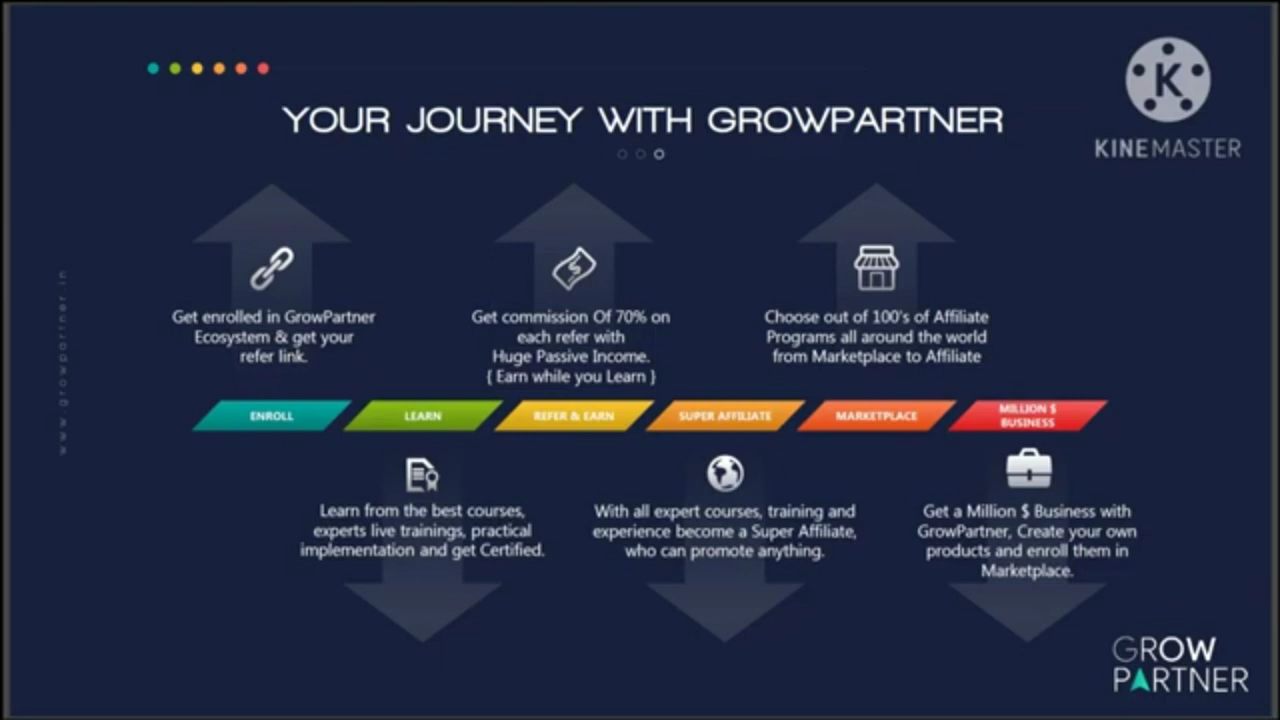 YOUR JOURNEY WITH GROWPARTNER
K
KINEMASTER
www.growpartner.in
Get enrolled in GrowPartner
Ecosystem & get your
refer link.
Get commission Of 70% on
each refer with
Huge Passive Income.
{ Earn while you Learn }
Choose out of 100's of Affiliate
Programs all around the world
from Marketplace to Affiliate
ENROLL
LEARN
REFER & EARN
SUPER AFFILIATE
MARKETPLACE
MILLION $
BUSINESS
Learn from the best courses,
experts live trainings, practical
implementation and get Certified.
With all expert courses, training and
experience become a Super Affiliate,
who can promote anything.
Get a Million $ Business with
GrowPartner, Create your own
products and enroll them in
Marketplace.
GROW
PARTNER